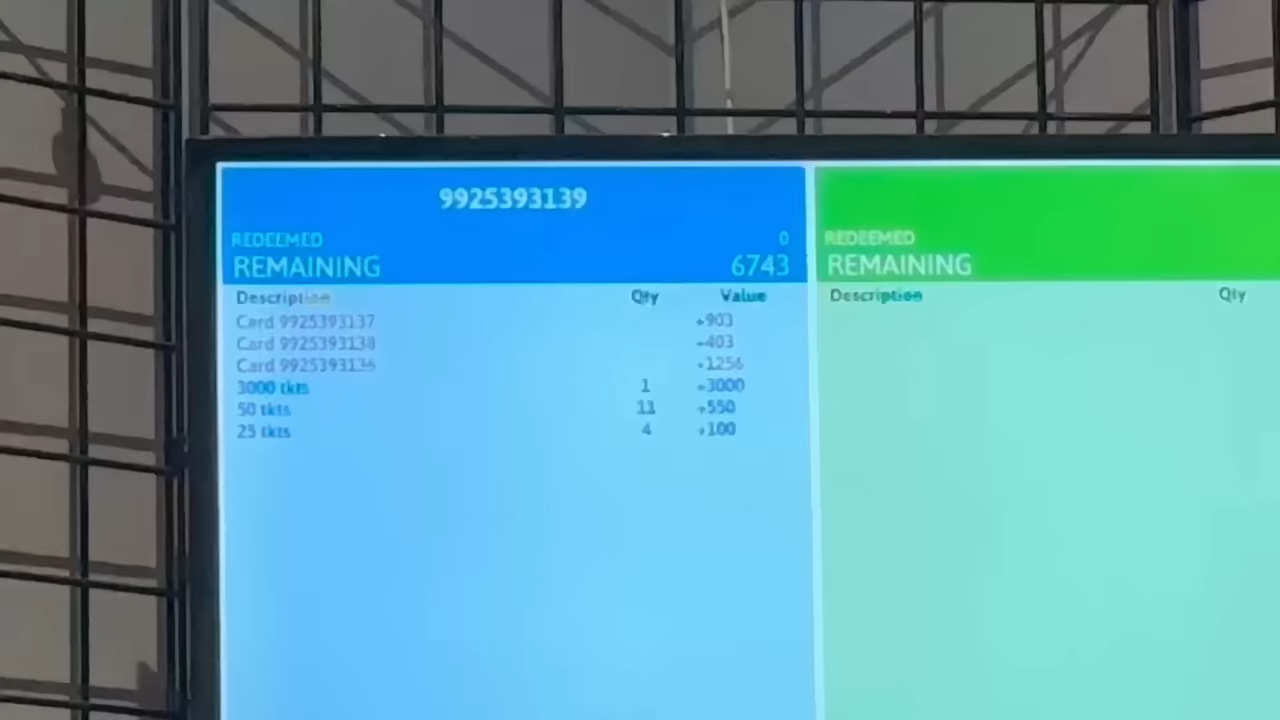 9925393139
REDEEMED 0
REMAINING 6743
Description Qty Value
Card 9925393137 +903
Card 9925393138 +403
Card 9925393136 +1256
3000 tkts 1 +3000
50 tkts 11 +550
25 tkts 4 +100
REDEEMED
REMAINING
Description Qty